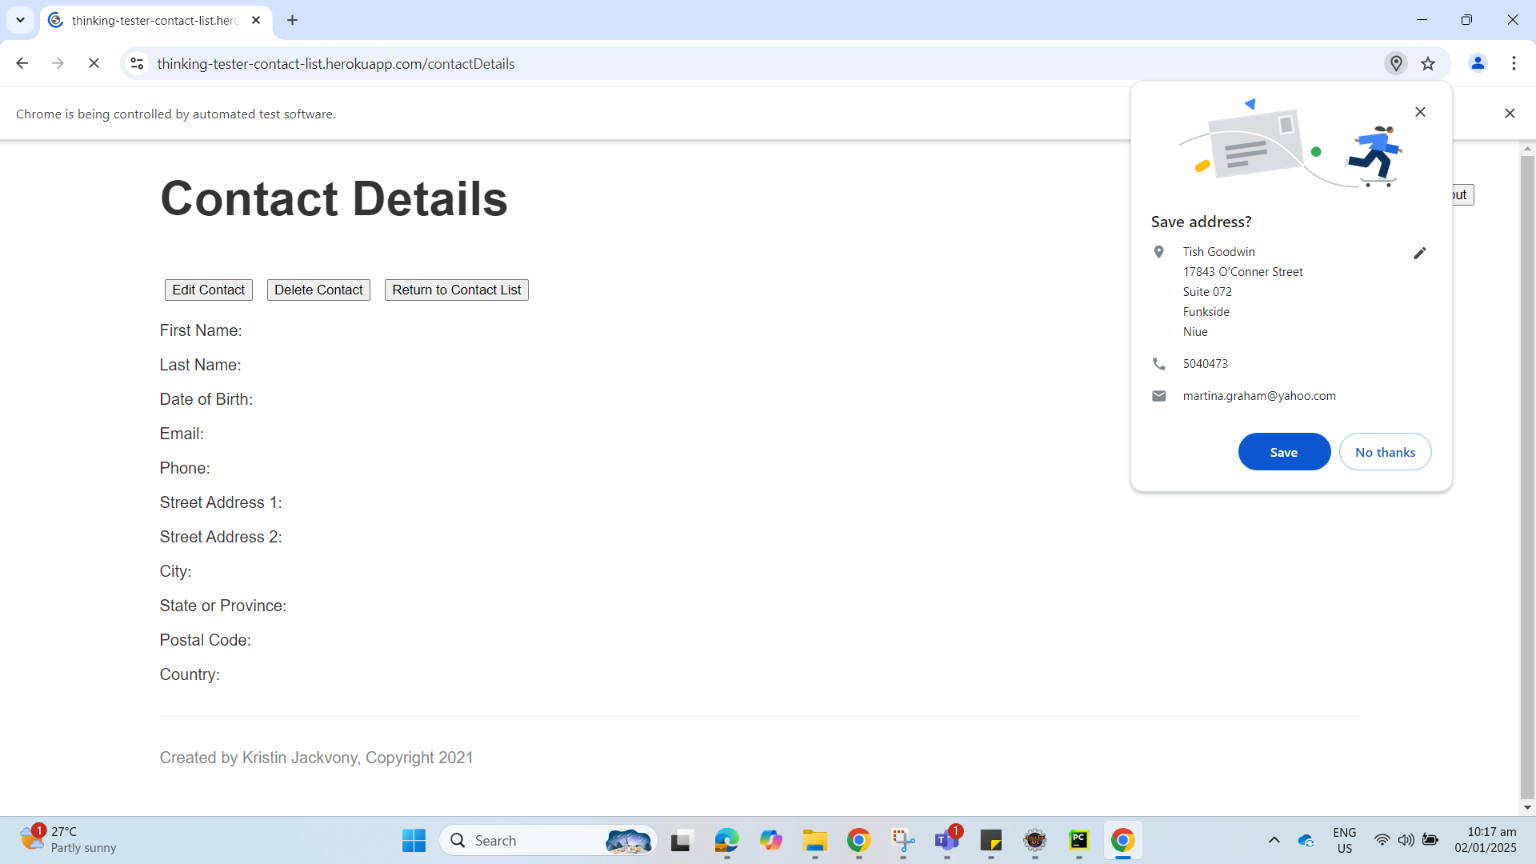 thinking-tester-contact-list.hero
thinking-tester-contact-list.herokuapp.com/contactDetails
Chrome is being controlled by automated test software.
Contact Details
Edit Contact
Delete Contact
Return to Contact List
First Name:
Last Name:
Date of Birth:
Email:
Phone:
Street Address 1:
Street Address 2:
City:
State or Province:
Postal Code:
Country:
Created by Kristin Jackvony, Copyright 2021
out
Save address?
Tish Goodwin
17843 O'Conner Street
Suite 072
Funkside
Niue
5040473
martina.graham@yahoo.com
Save
No thanks
1
27°C
Partly sunny
Search
1
PC
ENG
US
10:17 am
02/01/2025